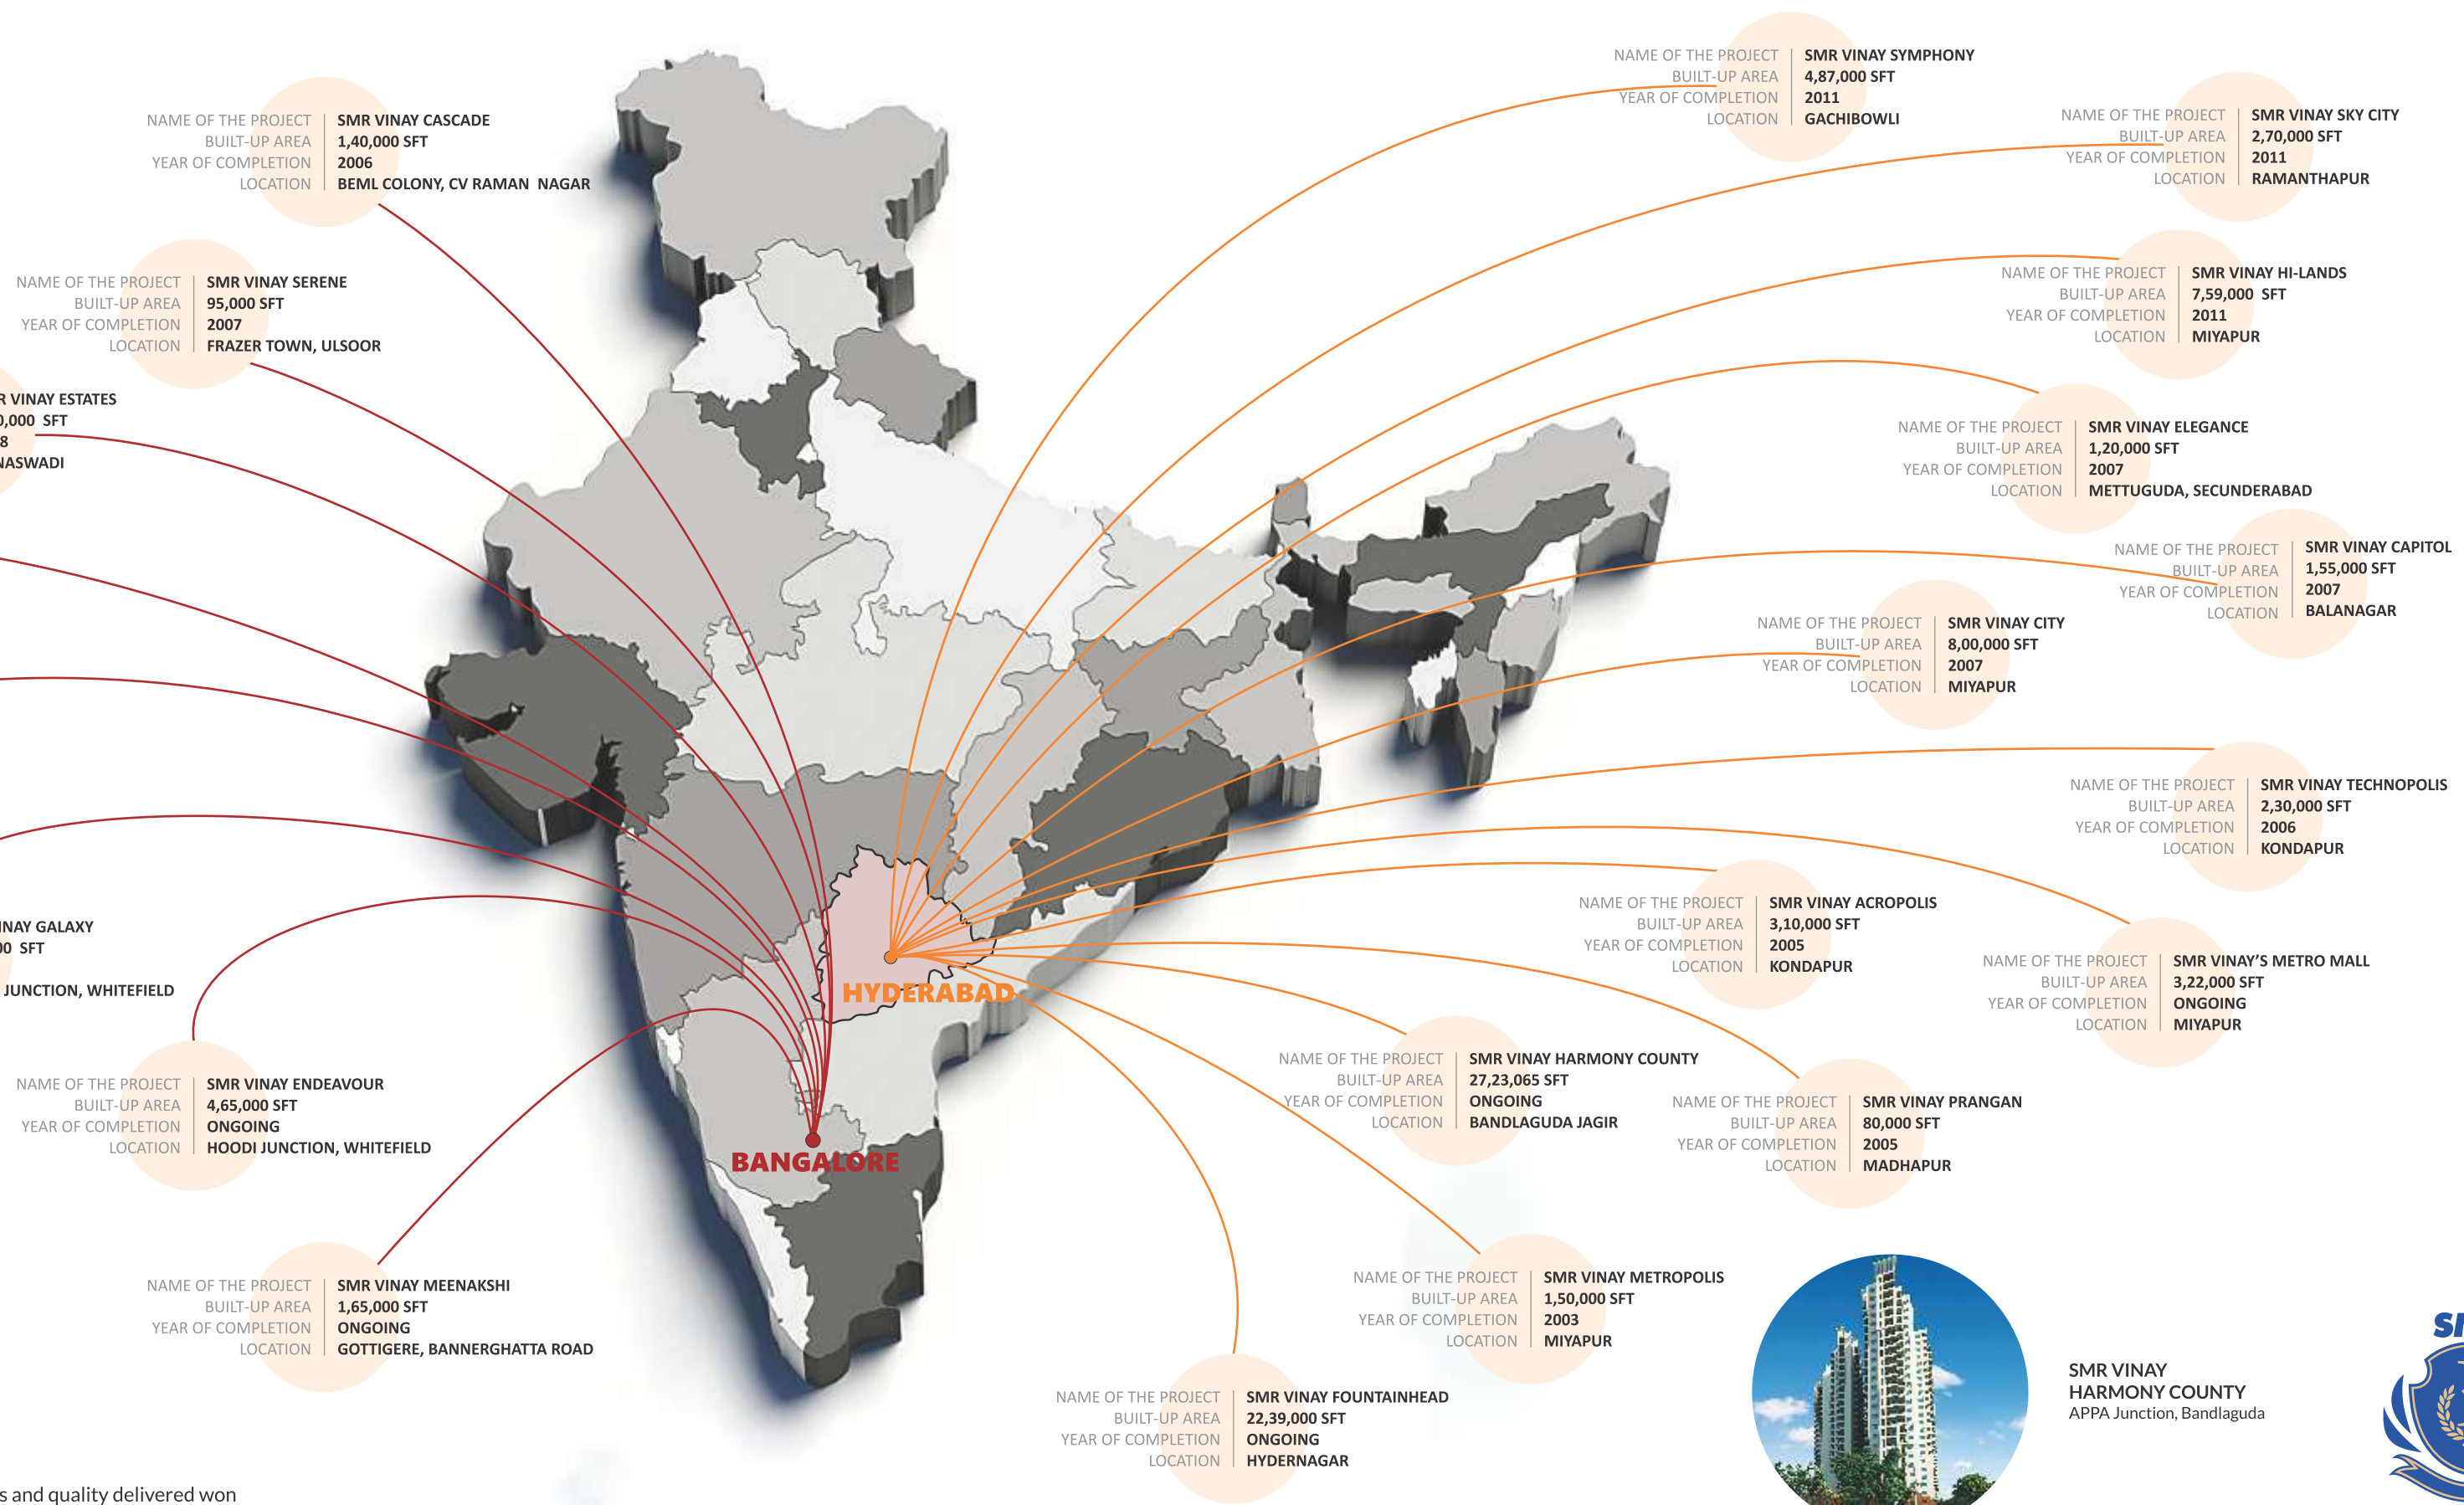 NAME OF THE PROJECT SMR VINAY CASCADE
BUILT-UP AREA 1,40,000 SFT
YEAR OF COMPLETION 2006
LOCATION BEML COLONY, CV RAMAN NAGAR
NAME OF THE PROJECT SMR VINAY SERENE
BUILT-UP AREA 95,000 SFT
YEAR OF COMPLETION 2007
LOCATION FRAZER TOWN, ULSOOR
VINAY ESTATES
SFT
VINAY GALAXY
SFT
JUNCTION, WHITEFIELD
NAME OF THE PROJECT SMR VINAY ENDEAVOUR
BUILT-UP AREA 4,65,000 SFT
YEAR OF COMPLETION ONGOING
LOCATION HOODI JUNCTION, WHITEFIELD
NAME OF THE PROJECT SMR VINAY MEENAKSHI
BUILT-UP AREA 1,65,000 SFT
YEAR OF COMPLETION ONGOING
LOCATION GOTTIGERE, BANNERGHATTA ROAD
HYDERABAD
BANGALORE
NAME OF THE PROJECT SMR VINAY SYMPHONY
BUILT-UP AREA 4,87,000 SFT
YEAR OF COMPLETION 2011
LOCATION GACHIBOWLI
NAME OF THE PROJECT SMR VINAY SKY CITY
BUILT-UP AREA 2,70,000 SFT
YEAR OF COMPLETION 2011
LOCATION RAMANTHAPUR
NAME OF THE PROJECT SMR VINAY HI-LANDS
BUILT-UP AREA 7,59,000 SFT
YEAR OF COMPLETION 2011
LOCATION MIYAPUR
NAME OF THE PROJECT SMR VINAY ELEGANCE
BUILT-UP AREA 1,20,000 SFT
YEAR OF COMPLETION 2007
LOCATION METTUGUDA, SECUNDERABAD
NAME OF THE PROJECT SMR VINAY CAPITOL
BUILT-UP AREA 1,55,000 SFT
YEAR OF COMPLETION 2007
LOCATION BALANAGAR
NAME OF THE PROJECT SMR VINAY CITY
BUILT-UP AREA 8,00,000 SFT
YEAR OF COMPLETION 2007
LOCATION MIYAPUR
NAME OF THE PROJECT SMR VINAY TECHNOPOLIS
BUILT-UP AREA 2,30,000 SFT
YEAR OF COMPLETION 2006
LOCATION KONDAPUR
NAME OF THE PROJECT SMR VINAY ACROPOLIS
BUILT-UP AREA 3,10,000 SFT
YEAR OF COMPLETION 2005
LOCATION KONDAPUR
NAME OF THE PROJECT SMR VINAY'S METRO MALL
BUILT-UP AREA 3,22,000 SFT
YEAR OF COMPLETION ONGOING
LOCATION MIYAPUR
NAME OF THE PROJECT SMR VINAY HARMONY COUNTY
BUILT-UP AREA 27,23,065 SFT
YEAR OF COMPLETION ONGOING
LOCATION BANDLAGUDA JAGIR
NAME OF THE PROJECT SMR VINAY PRANGAN
BUILT-UP AREA 80,000 SFT
YEAR OF COMPLETION 2005
LOCATION MADHAPUR
NAME OF THE PROJECT SMR VINAY METROPOLIS
BUILT-UP AREA 1,50,000 SFT
YEAR OF COMPLETION 2003
LOCATION MIYAPUR
NAME OF THE PROJECT SMR VINAY FOUNTAINHEAD
BUILT-UP AREA 22,39,000 SFT
YEAR OF COMPLETION ONGOING
LOCATION HYDERNAGAR
SMR VINAY
HARMONY COUNTY
APPA Junction, Bandlaguda
and quality delivered won